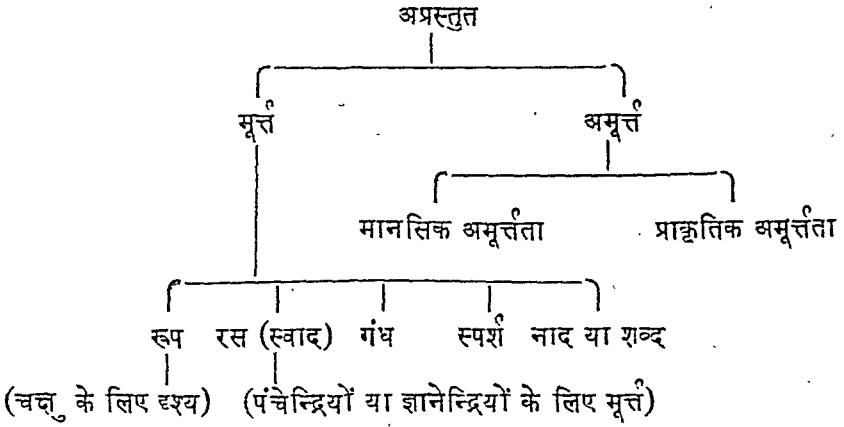 अप्रस्तुत
मूर्त्त अमूर्त्त
मानसिक अमूर्त्तता प्राकृतिक अमूर्त्तता
रूप रस (स्वाद) गंध स्पर्श नाद या शब्द
(चक्षु के लिए दृश्य) (पंचेन्द्रियों या ज्ञानेन्द्रियों के लिए मूर्त्त)